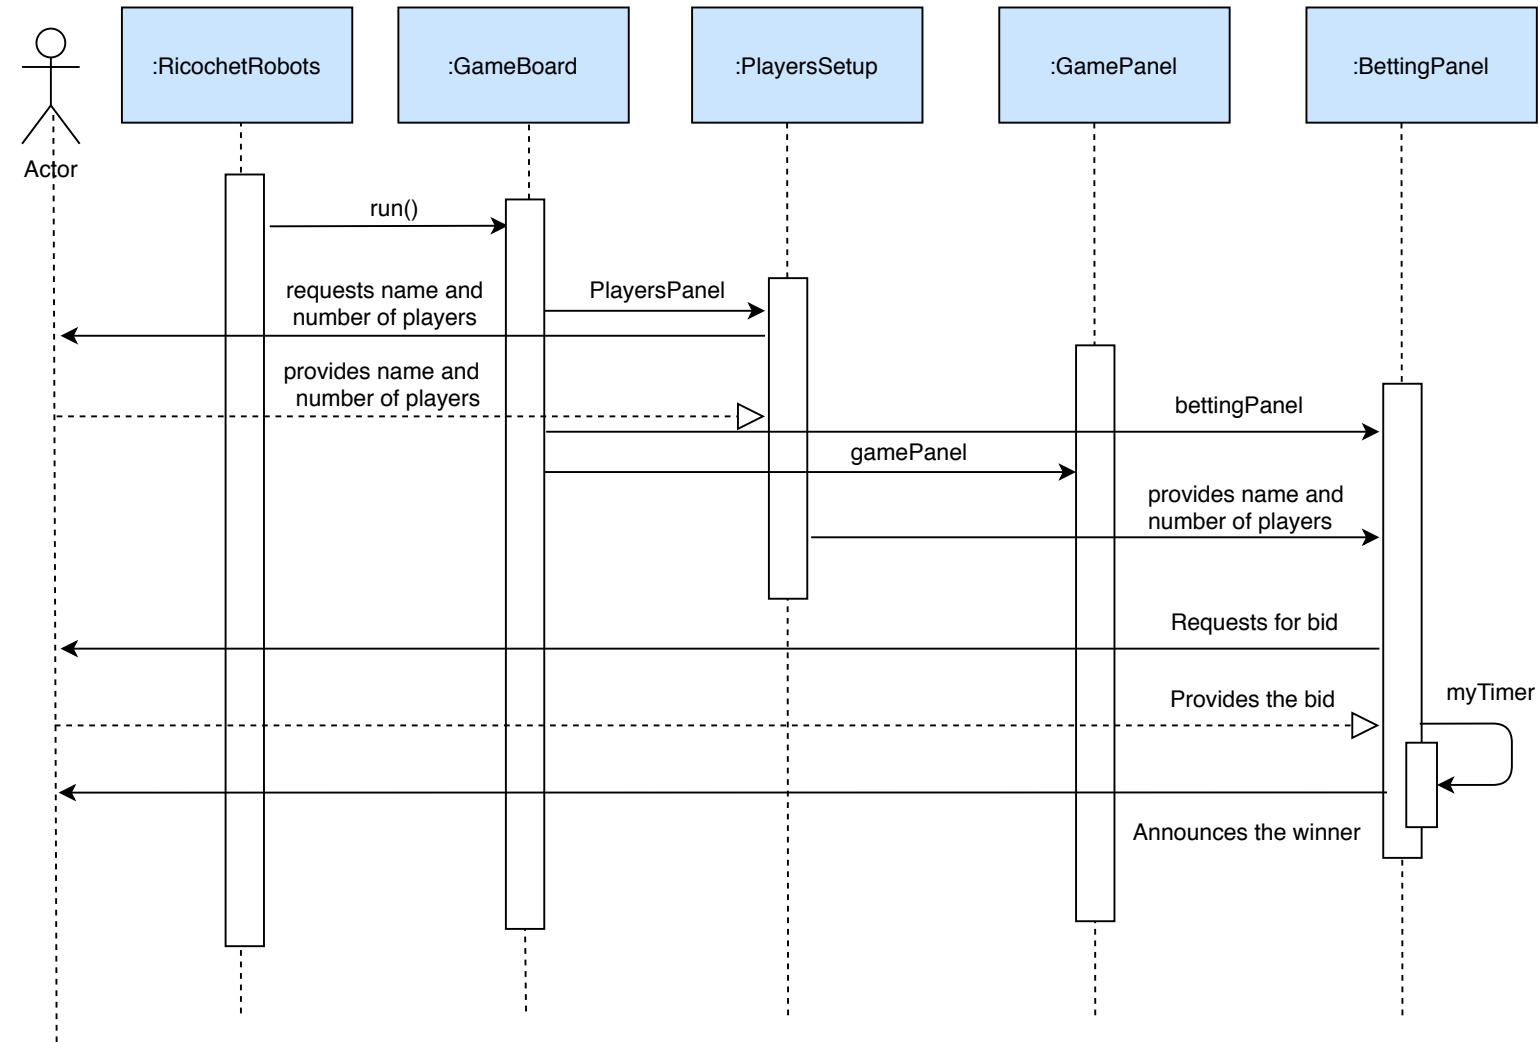 :RicochetRobots
:GameBoard
:PlayersSetup
:GamePanel
:BettingPanel
Actor
run()
requests name and
number of players
PlayersPanel
provides name and
number of players
bettingPanel
gamePanel
provides name and
number of players
Requests for bid
Provides the bid
myTimer
Announces the winner